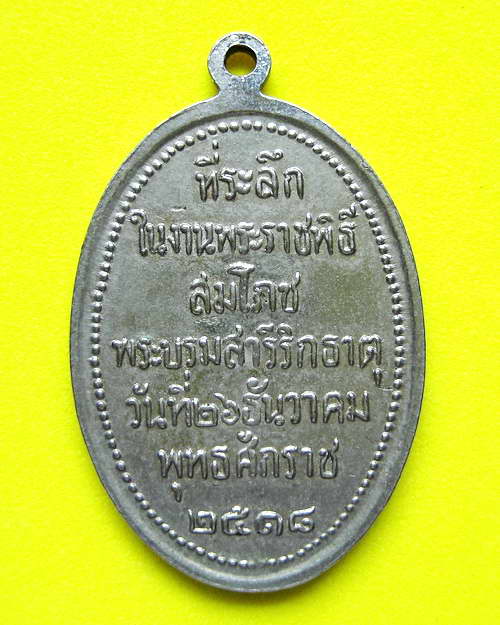 ที่ระลึก
ในงานพระราชพิธี
สมโภช
พระบรมสารีริกธาตุ
วันที่๒๖ธันวาคม
พุทธศักราช
๒๕๑๘